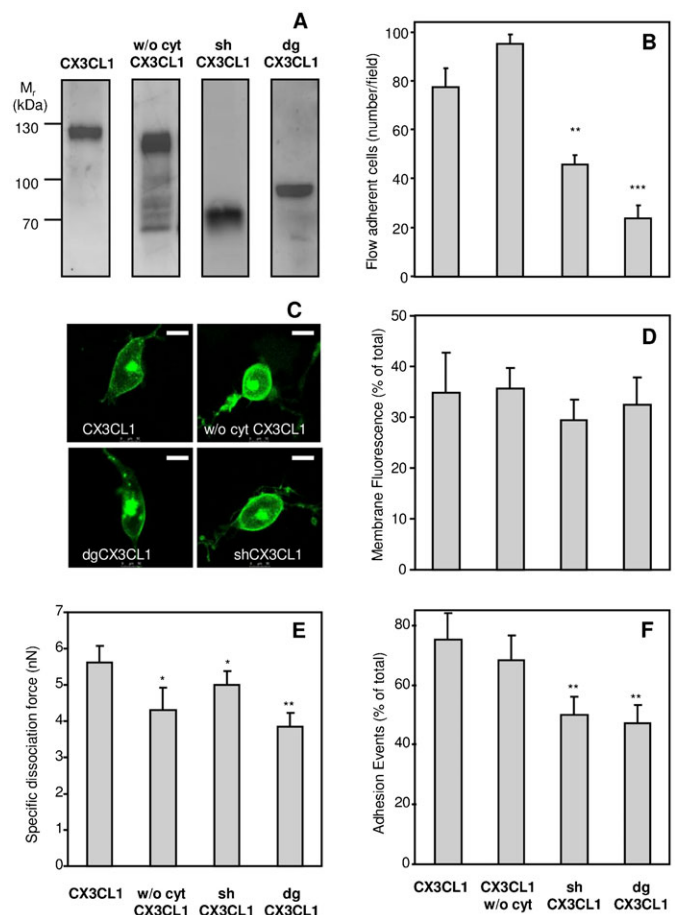 A
CX3CL1
w/o cyt
CX3CL1
sh
CX3CL1
dg
CX3CL1
Mr
(kDa)
130
100
70
B
Flow adherent cells (number/field)
100
80
60
40
20
0
**
***
C
CX3CL1
w/o cyt CX3CL1
dgCX3CL1
shCX3CL1
D
Membrane Fluorescence (% of total)
50
40
30
20
10
0
E
Specific dissociation force (nN)
7
6
5
4
3
2
1
0
*
*
**
CX3CL1
w/o cyt
CX3CL1
sh
CX3CL1
dg
CX3CL1
F
Adhesion Events (% of total)
80
60
40
20
0
**
**
CX3CL1
CX3CL1
w/o cyt
sh
CX3CL1
dg
CX3CL1